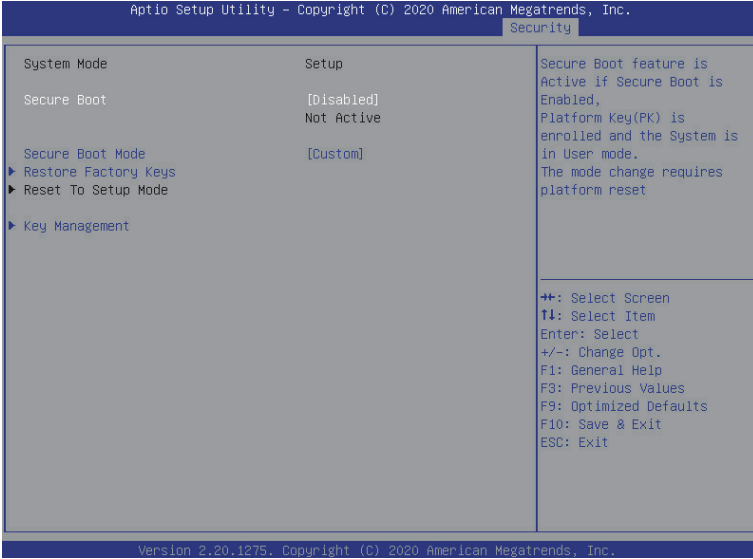 Aptio Setup Utility – Copyright (C) 2020 American Megatrends, Inc.
Security
System Mode Setup
Secure Boot [Disabled]
Not Active
Secure Boot Mode [Custom]
Restore Factory Keys
Reset To Setup Mode
Key Management
Secure Boot feature is
Active if Secure Boot is
Enabled,
Platform Key(PK) is
enrolled and the System is
in User mode.
The mode change requires
platform reset
→←: Select Screen
↑↓: Select Item
Enter: Select
+/-: Change Opt.
F1: General Help
F3: Previous Values
F9: Optimized Defaults
F10: Save & Exit
ESC: Exit
Version 2.20.1275. Copyright (C) 2020 American Megatrends, Inc.